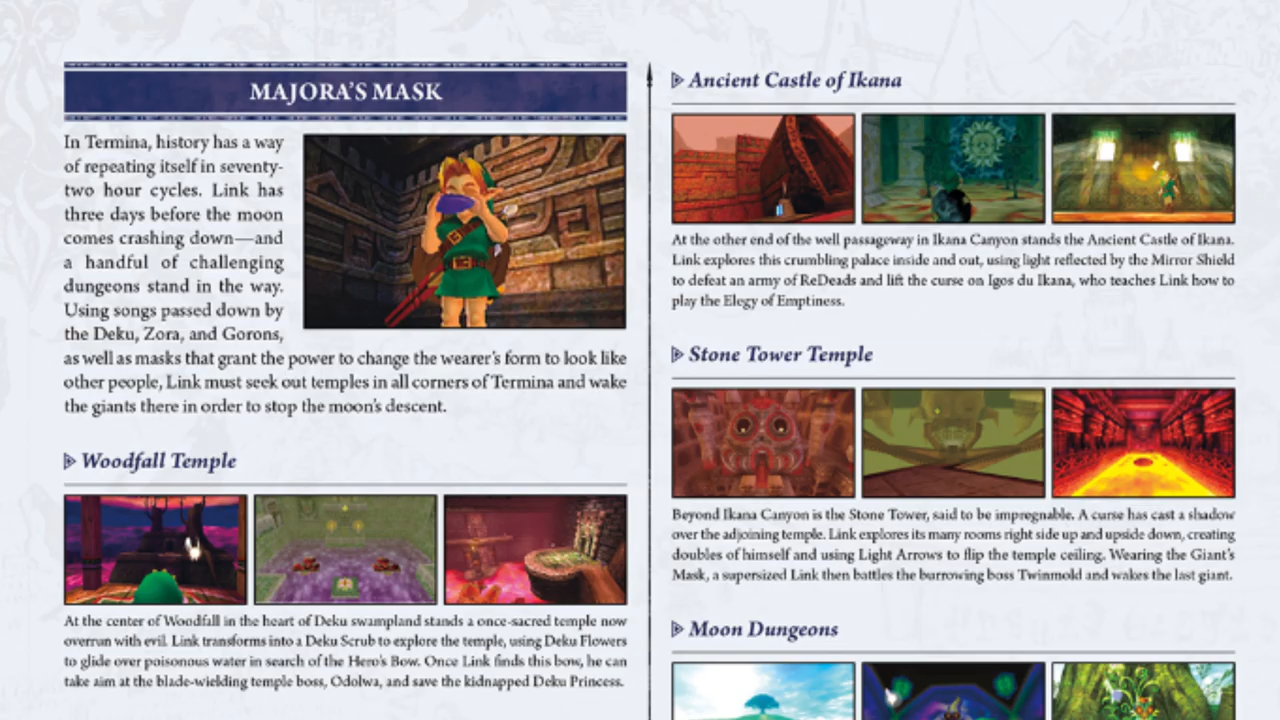 MAJORA'S MASK
In Termina, history has a way
of repeating itself in seventy-
two hour cycles. Link has
three days before the moon
comes crashing down—and
a handful of challenging
dungeons stand in the way.
Using songs passed down by
the Deku, Zora, and Gorons,
as well as masks that grant the power to change the wearer's form to look like
other people, Link must seek out temples in all corners of Termina and wake
the giants there in order to stop the moon's descent.
Woodfall Temple
At the center of Woodfall in the heart of Deku swampland stands a once-sacred temple now
overrun with evil. Link transforms into a Deku Scrub to explore the temple, using Deku Flowers
to glide over poisonous water in search of the Hero's Bow. Once Link finds this bow, he can
take aim at the blade-wielding temple boss, Odolwa, and save the kidnapped Deku Princess.
Ancient Castle of Ikana
At the other end of the well passageway in Ikana Canyon stands the Ancient Castle of Ikana.
Link explores this crumbling palace inside and out, using light reflected by the Mirror Shield
to defeat an army of ReDeads and lift the curse on Igos du Ikana, who teaches Link how to
play the Elegy of Emptiness.
Stone Tower Temple
Beyond Ikana Canyon is the Stone Tower, said to be impregnable. A curse has cast a shadow
over the adjoining temple. Link explores its many rooms right side up and upside down, creating
doubles of himself and using Light Arrows to flip the temple ceiling. Wearing the Giant's
Mask, a supersized Link then battles the burrowing boss Twinmold and wakes the last giant.
Moon Dungeons